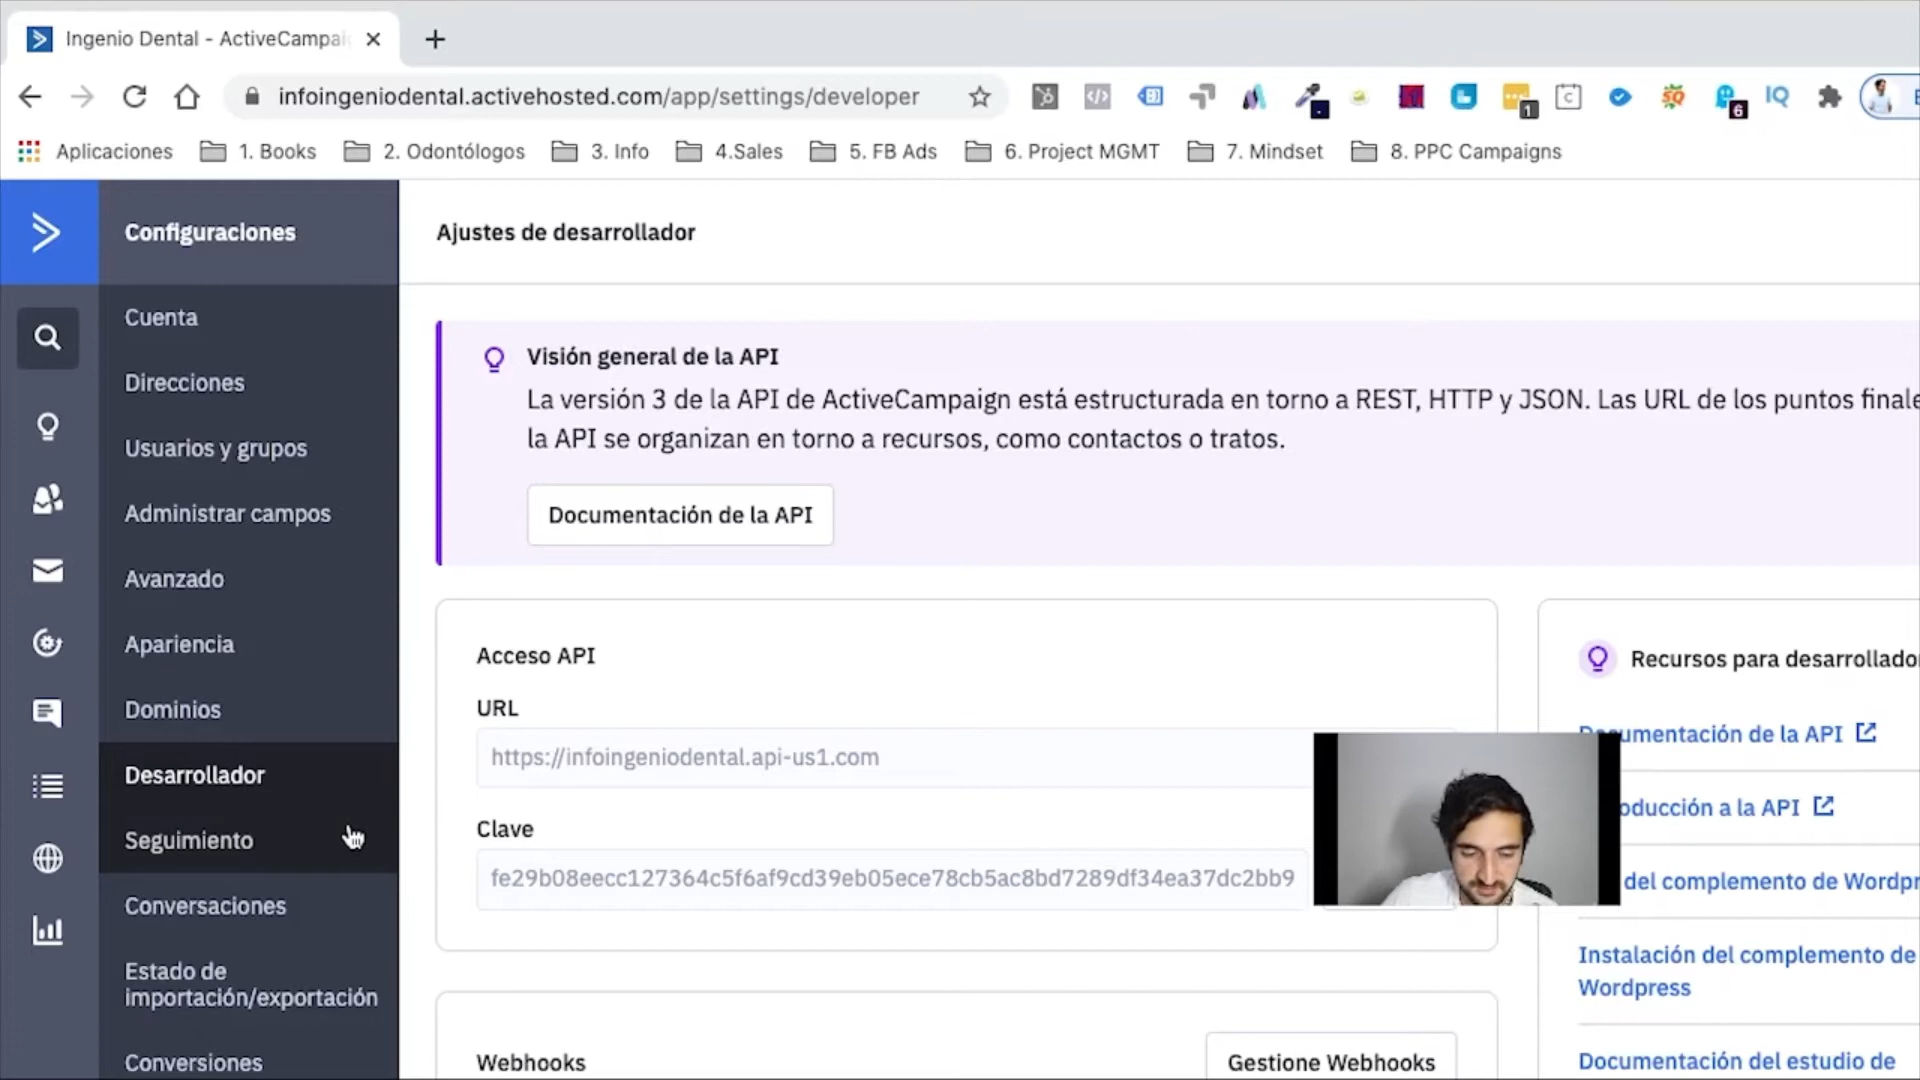 Ingenio Dental - ActiveCampai
infoingeniodental.activehosted.com/app/settings/developer
Aplicaciones
1. Books
2. Odontólogos
3. Info
4.Sales
5. FB Ads
6. Project MGMT
7. Mindset
8. PPC Campaigns
Configuraciones
Cuenta
Direcciones
Usuarios y grupos
Administrar campos
Avanzado
Apariencia
Dominios
Desarrollador
Seguimiento
Conversaciones
Estado de
importación/exportación
Conversiones
Ajustes de desarrollador
Visión general de la API
La versión 3 de la API de ActiveCampaign está estructurada en torno a REST, HTTP y JSON. Las URL de los puntos finale
la API se organizan en torno a recursos, como contactos o tratos.
Documentación de la API
Acceso API
URL
https://infoingeniodental.api-us1.com
Clave
fe29b08eecc127364c5f6af9cd39eb05ece78cb5ac8bd7289df34ea37dc2bb9
Webhooks
Gestione Webhooks
Recursos para desarrollado
Documentación de la API
oducción a la API
del complemento de Wordpr
Instalación del complemento de
Wordpress
Documentación del estudio de